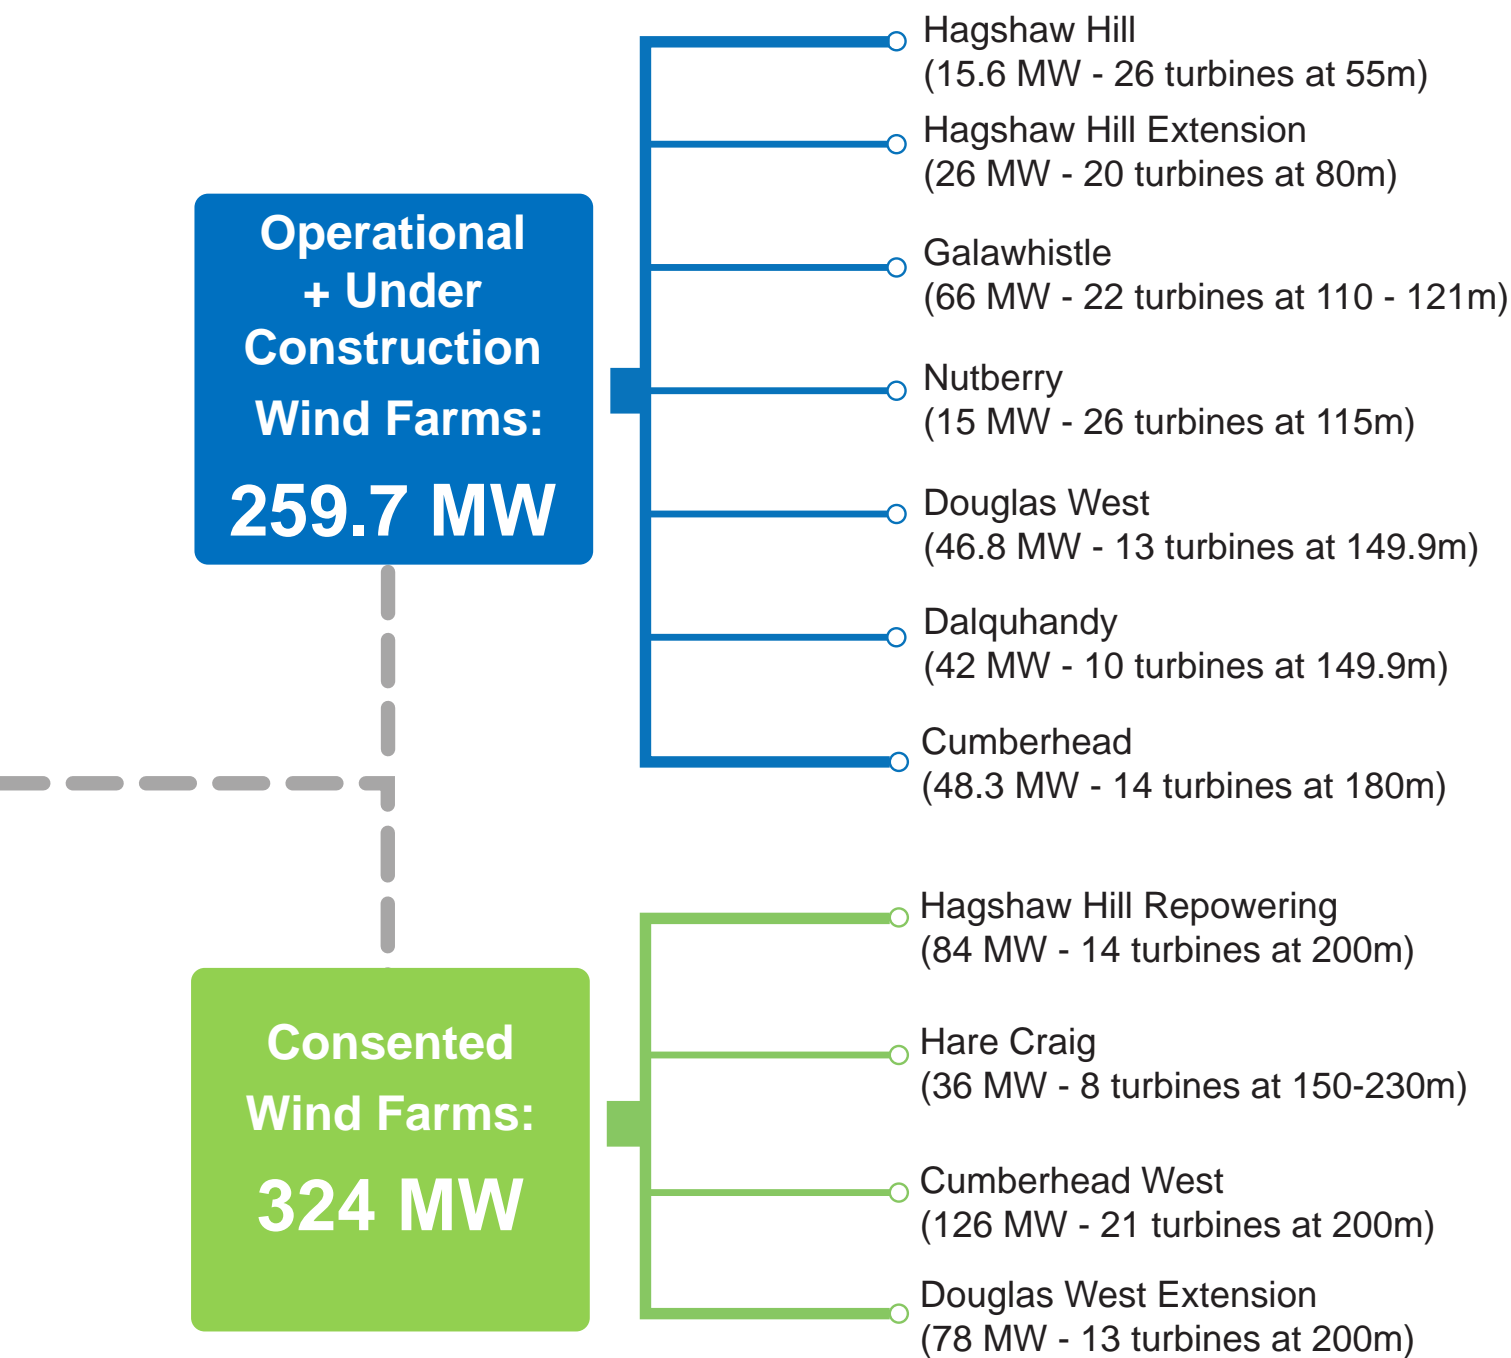 Operational
+ Under
Construction
Wind Farms:
259.7 MW
Hagshaw Hill
(15.6 MW - 26 turbines at 55m)
Hagshaw Hill Extension
(26 MW - 20 turbines at 80m)
Galawhistle
(66 MW - 22 turbines at 110 - 121m)
Nutberry
(15 MW - 26 turbines at 115m)
Douglas West
(46.8 MW - 13 turbines at 149.9m)
Dalquhandy
(42 MW - 10 turbines at 149.9m)
Cumberhead
(48.3 MW - 14 turbines at 180m)
Consented
Wind Farms:
324 MW
Hagshaw Hill Repowering
(84 MW - 14 turbines at 200m)
Hare Craig
(36 MW - 8 turbines at 150-230m)
Cumberhead West
(126 MW - 21 turbines at 200m)
Douglas West Extension
(78 MW - 13 turbines at 200m)